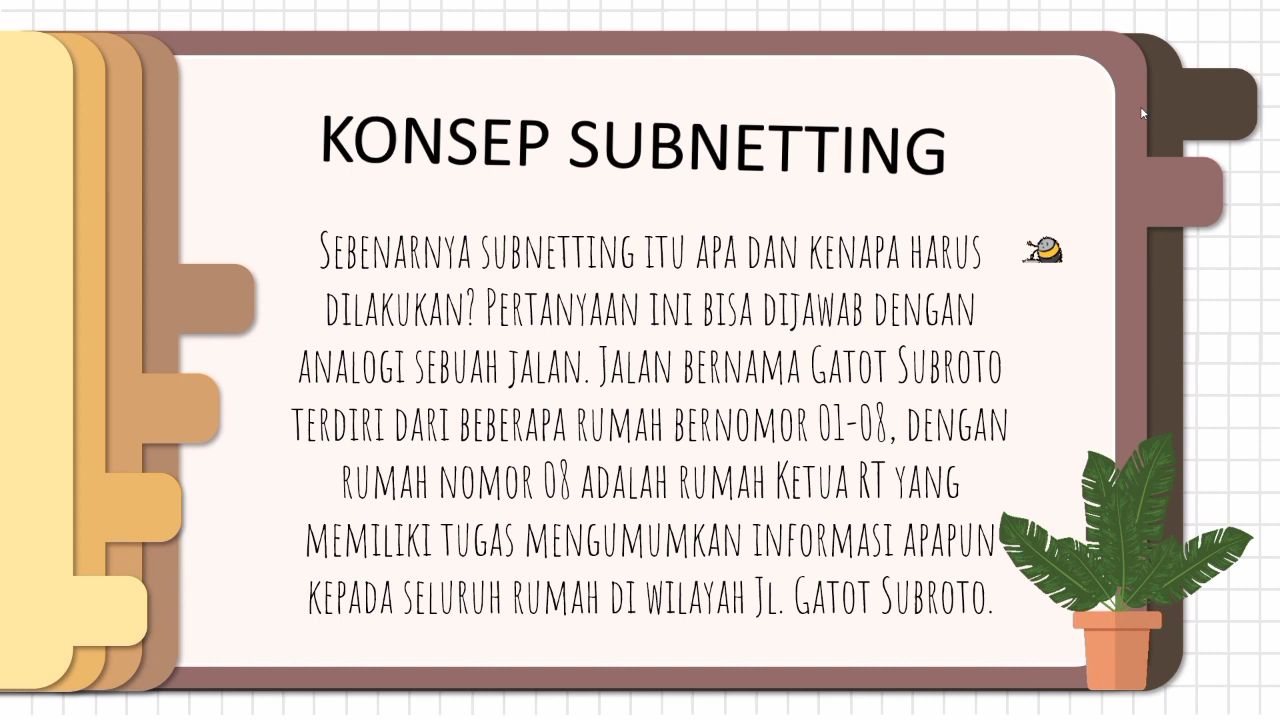 KONSEP SUBNETTING
Sebenarnya subnetting itu apa dan kenapa harus
dilakukan? Pertanyaan ini bisa dijawab dengan
analogi sebuah jalan. Jalan bernama Gatot Subroto
terdiri dari beberapa rumah bernomor 01-08, dengan
rumah nomor 08 adalah rumah Ketua RT yang
memiliki tugas mengumumkan informasi apapun
kepada seluruh rumah di wilayah Jl. Gatot Subroto.